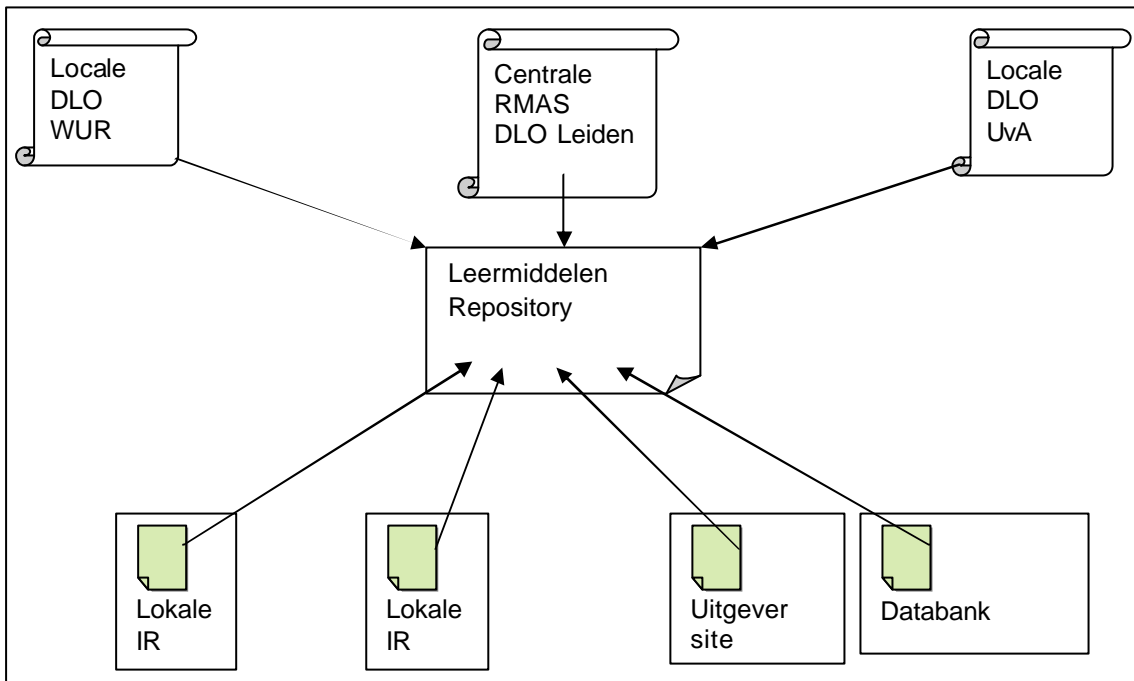 Locale
DLO
WUR
Centrale
RMAS
DLO Leiden
Locale
DLO
UvA
Leermiddelen
Repository
Lokale
IR
Lokale
IR
Uitgever
site
Databank